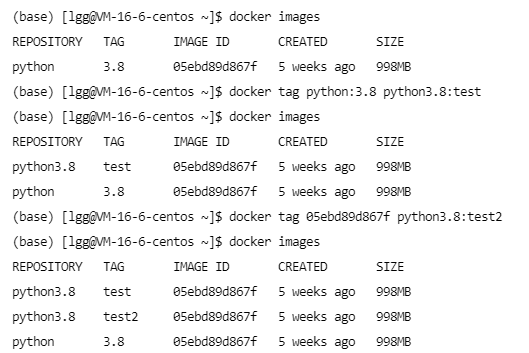 (base) [lgg@VM-16-6-centos ~]$ docker images
REPOSITORY   TAG       IMAGE ID       CREATED       SIZE
python       3.8       05ebd89d867f   5 weeks ago   998MB
(base) [lgg@VM-16-6-centos ~]$ docker tag python:3.8 python3.8:test
(base) [lgg@VM-16-6-centos ~]$ docker images
REPOSITORY   TAG       IMAGE ID       CREATED       SIZE
python3.8    test      05ebd89d867f   5 weeks ago   998MB
python       3.8       05ebd89d867f   5 weeks ago   998MB
(base) [lgg@VM-16-6-centos ~]$ docker tag 05ebd89d867f python3.8:test2
(base) [lgg@VM-16-6-centos ~]$ docker images
REPOSITORY   TAG       IMAGE ID       CREATED       SIZE
python3.8    test      05ebd89d867f   5 weeks ago   998MB
python3.8    test2     05ebd89d867f   5 weeks ago   998MB
python       3.8       05ebd89d867f   5 weeks ago   998MB